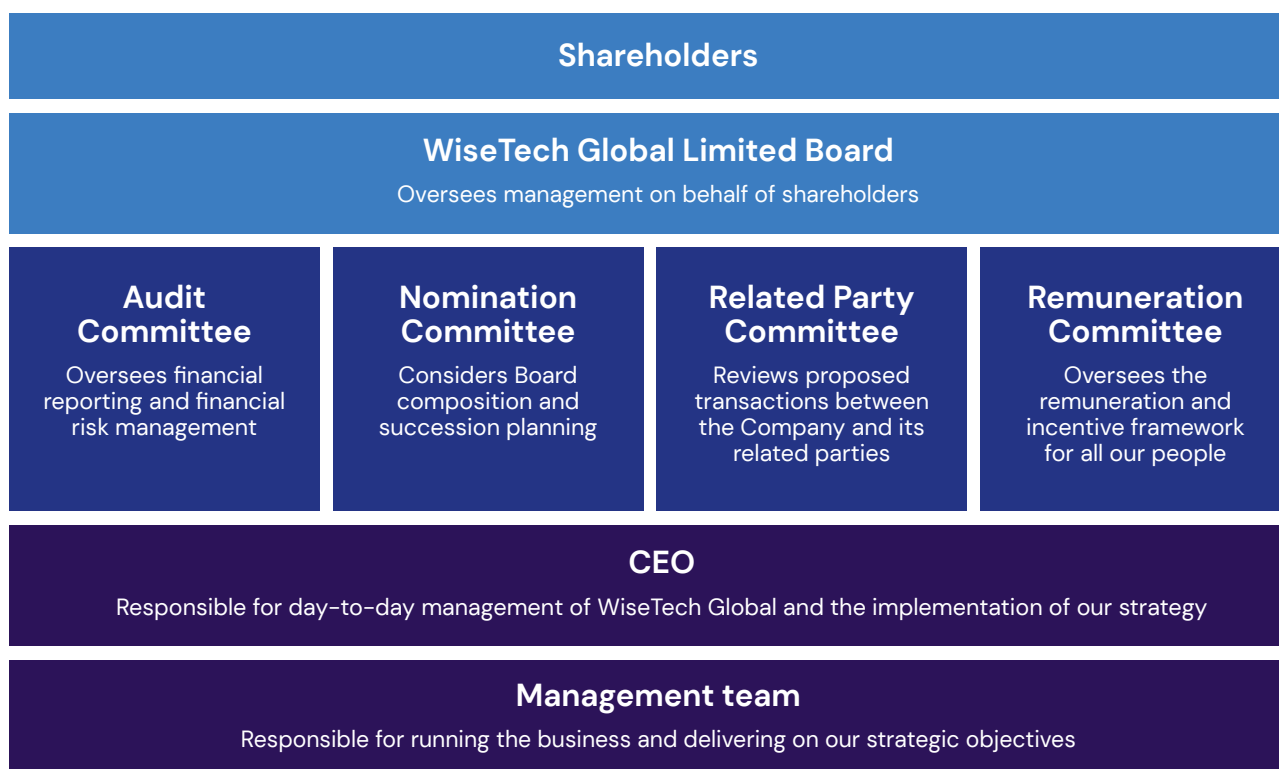 Shareholders
WiseTech Global Limited Board
Oversees management on behalf of shareholders
Audit
Committee
Oversees financial
reporting and financial
risk management
Nomination
Committee
Considers Board
composition and
succession planning
Related Party
Committee
Reviews proposed
transactions between
the Company and its
related parties
Remuneration
Committee
Oversees the
remuneration and
incentive framework
for all our people
CEO
Responsible for day-to-day management of WiseTech Global and the implementation of our strategy
Management team
Responsible for running the business and delivering on our strategic objectives